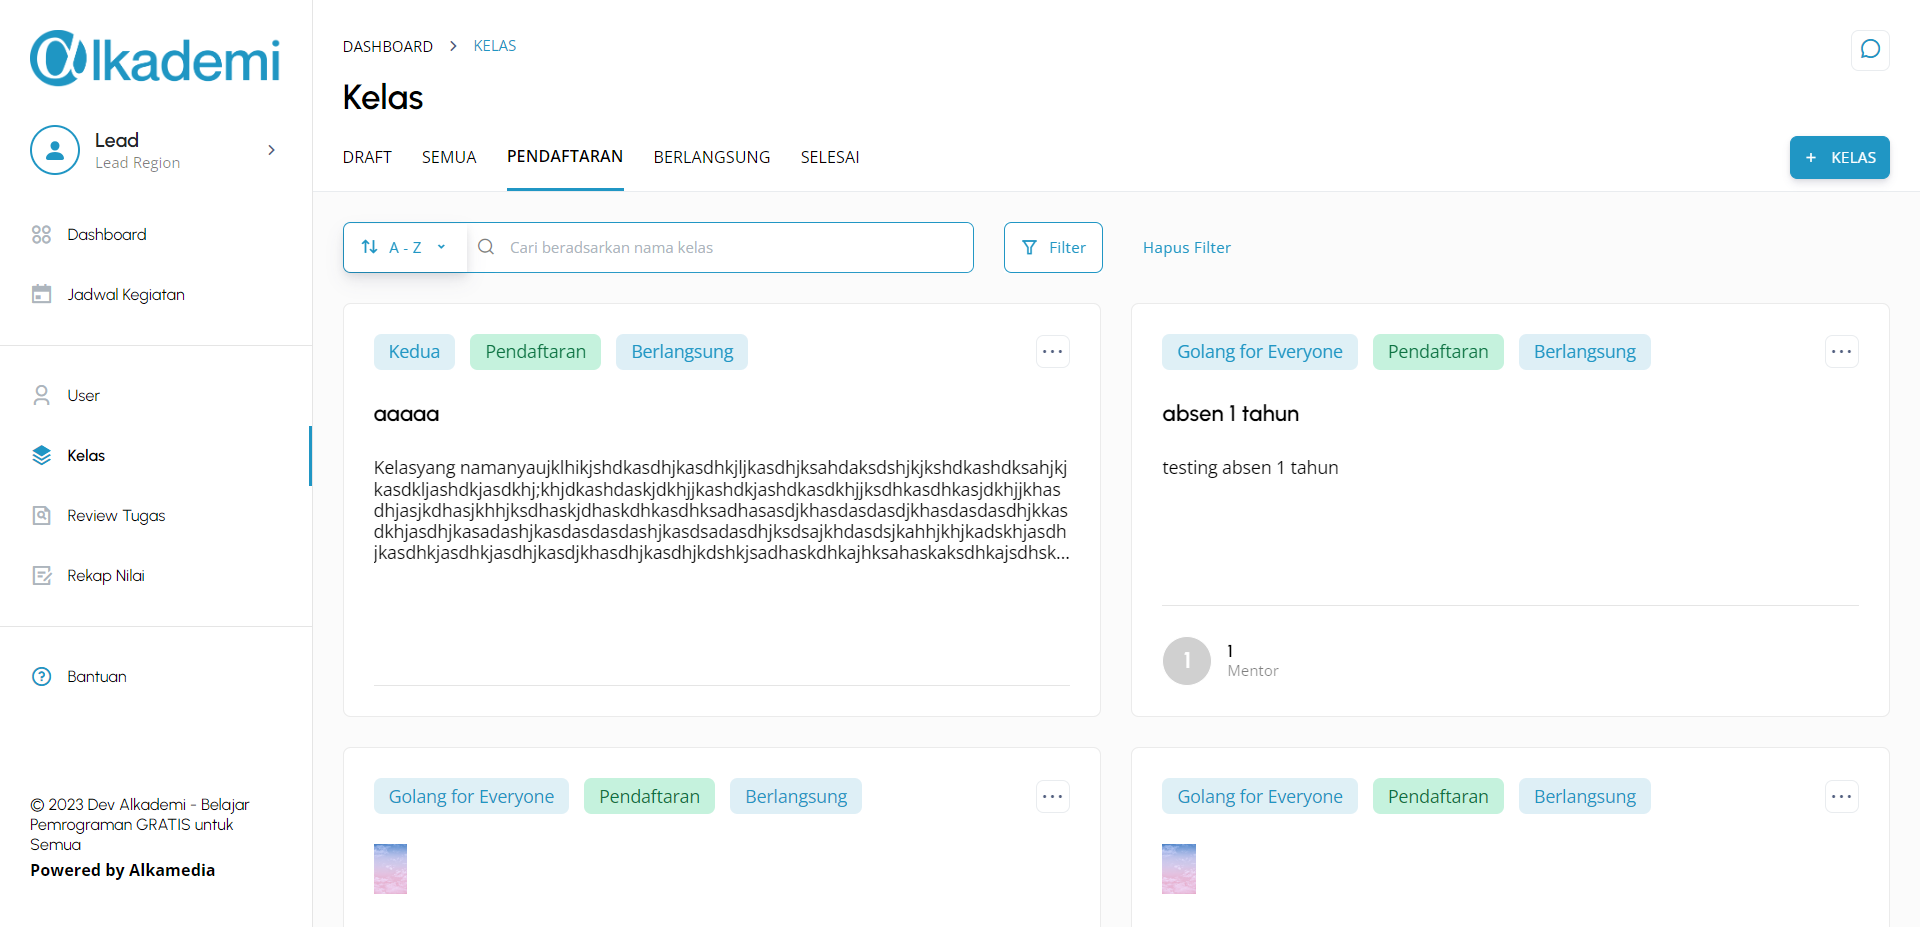 @lkademi
Lead
Lead Region
Dashboard
Jadwal Kegiatan
User
Kelas
Review Tugas
Rekap Nilai
Bantuan
© 2023 Dev Alkademi - Belajar
Pemrograman GRATIS untuk
Semua
Powered by Alkamedia
DASHBOARD > KELAS
Kelas
DRAFT SEMUA PENDAFTARAN BERLANGSUNG SELESAI
+ KELAS
A - Z Cari beradsarkan nama kelas Filter Hapus Filter
Kedua Pendaftaran Berlangsung ...
aaaaa
Kelasyang namanyaujklhikjshdkasdhjkasdhkjljkasdhjksahdaksdshjkjkshdkashdksahjkj
kasdkljashdkjasdkhj;khjdkashdaskjdkhjjkashdkjashdkasdkhjjksdhkasdhkasjdkhjjkhas
dhjasjkdhasjkhhjksdhaskjdhaskdhkasdhksadhasasdjkhasdasdasdjkhasdasdasdhjkkas
dkhjasdhjkasadashjkasdasdasdashjkasdsadasdhjksdsajkhdasdsjkahhjkhjkadskhjasdh
jkasdhkjasdhkjasdhjkasdjkhasdhjkasdhjkdshkjsadhaskdhkajhksahaskaksdhkajsdhsk...
Golang for Everyone Pendaftaran Berlangsung ...
absen 1 tahun
testing absen 1 tahun
1
1
Mentor
Golang for Everyone Pendaftaran Berlangsung ...
Golang for Everyone Pendaftaran Berlangsung ...